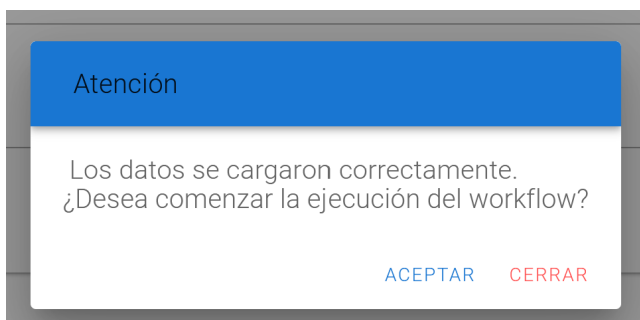 Atención
Los datos se cargaron correctamente.
¿Desea comenzar la ejecución del workflow?
ACEPTAR CERRAR